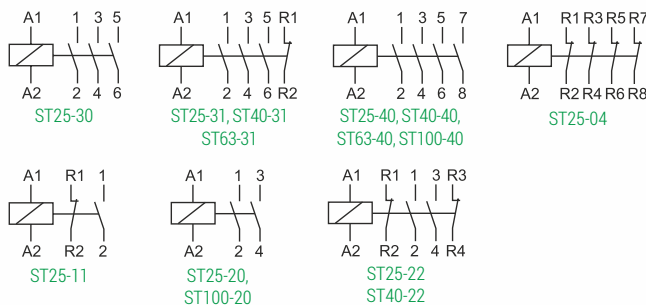 A1 1 3 5
A2 2 4 6
ST25-30
A1 1 3 5 R1
A2 2 4 6 R2
ST25-31, ST40-31
ST63-31
A1 1 3 5 7
A2 2 4 6 8
ST25-40, ST40-40,
ST63-40, ST100-40
A1 R1 R3 R5 R7
A2 R2 R4 R6 R8
ST25-04
A1 R1 1
A2 R2 2
ST25-11
A1 1 3
A2 2 4
ST25-20,
ST100-20
A1 R1 1 3 R3
A2 R2 2 4 R4
ST25-22
ST40-22